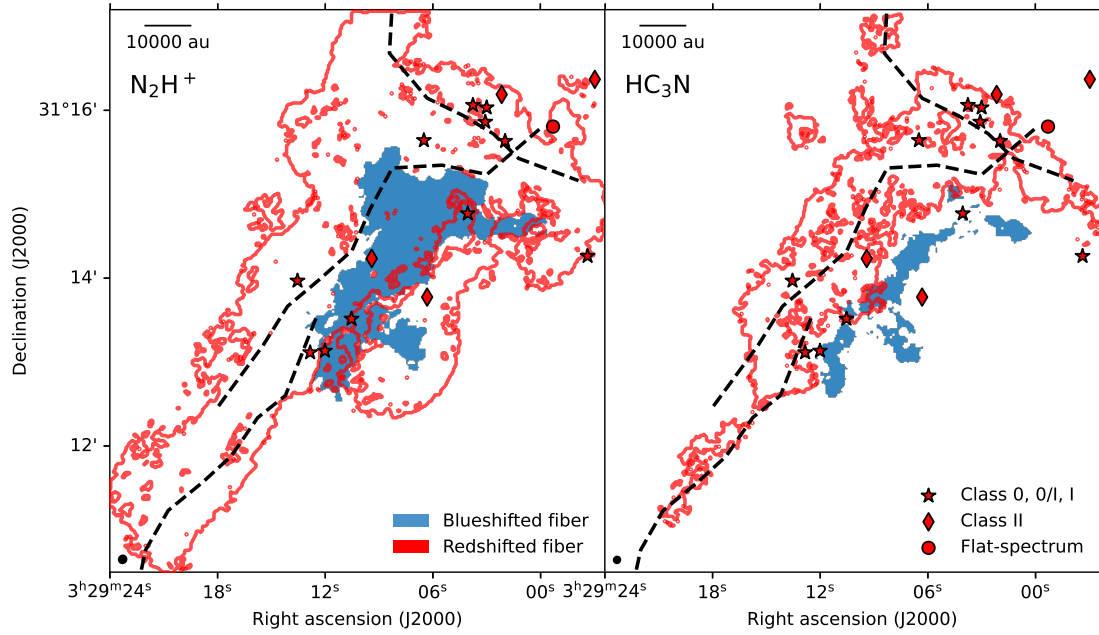 10000 au
N₂H⁺
Declination (J2000)
31°16'
14'
12'
Blueshifted fiber
Redshifted fiber
3ʰ29ᵐ24ˢ
18ˢ
12ˢ
06ˢ
00ˢ
Right ascension (J2000)
10000 au
HC₃N
Class 0, 0/I, I
Class II
Flat-spectrum
3ʰ29ᵐ24ˢ
18ˢ
12ˢ
06ˢ
00ˢ
Right ascension (J2000)